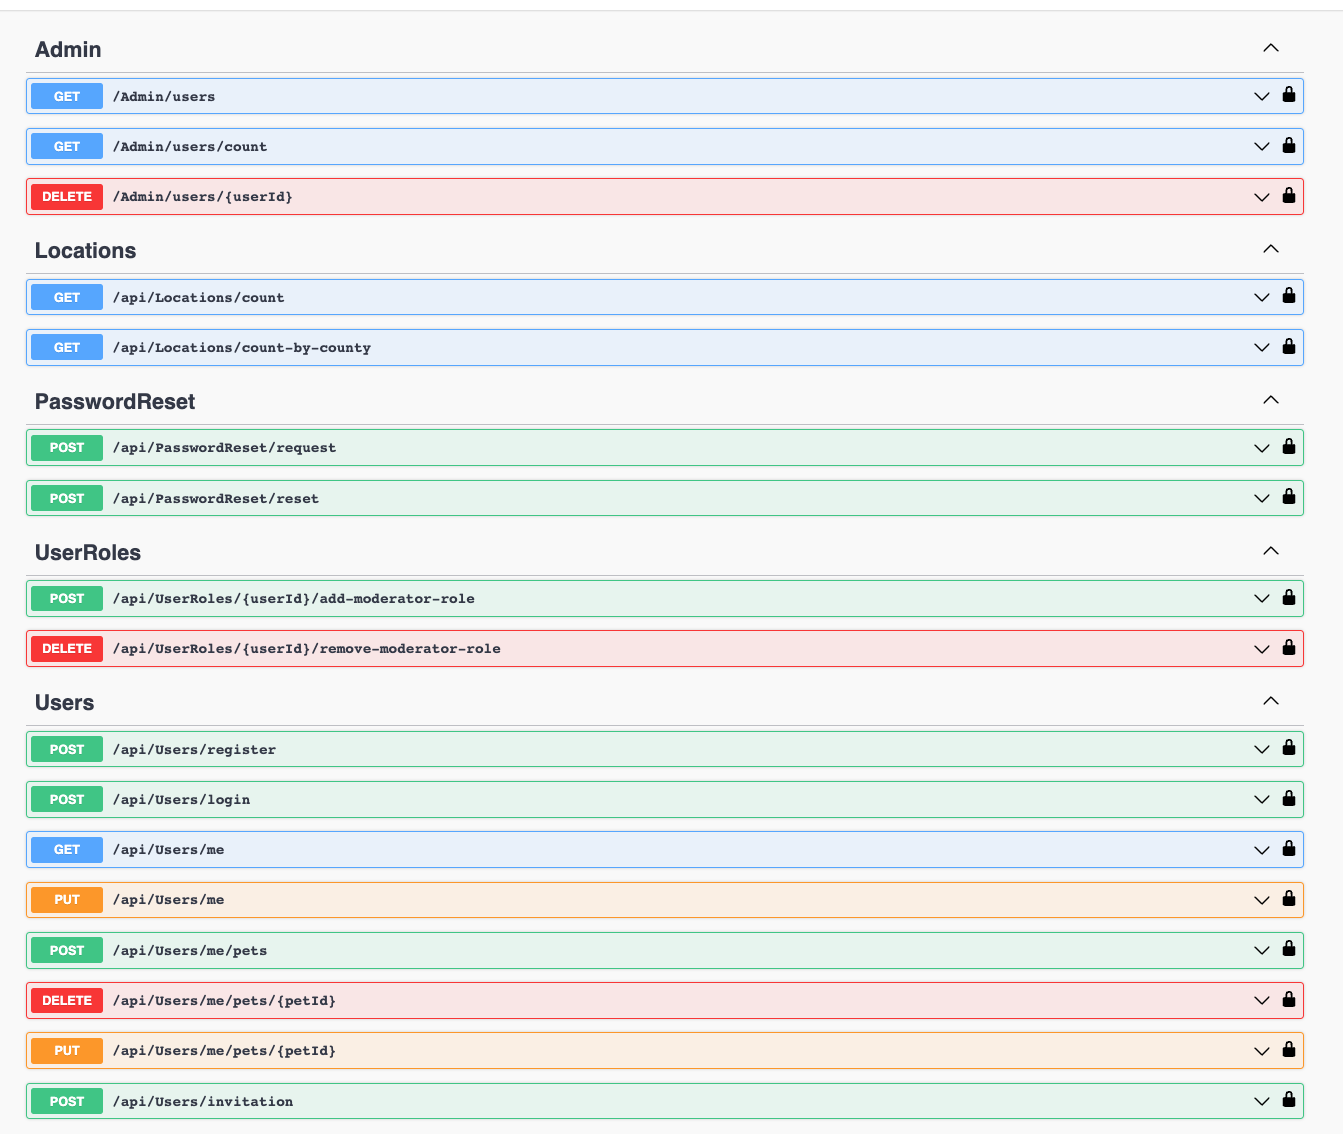 Admin
GET /Admin/users
GET /Admin/users/count
DELETE /Admin/users/{userId}
Locations
GET /api/Locations/count
GET /api/Locations/count-by-county
PasswordReset
POST /api/PasswordReset/request
POST /api/PasswordReset/reset
UserRoles
POST /api/UserRoles/{userId}/add-moderator-role
DELETE /api/UserRoles/{userId}/remove-moderator-role
Users
POST /api/Users/register
POST /api/Users/login
GET /api/Users/me
PUT /api/Users/me
POST /api/Users/me/pets
DELETE /api/Users/me/pets/{petId}
PUT /api/Users/me/pets/{petId}
POST /api/Users/invitation